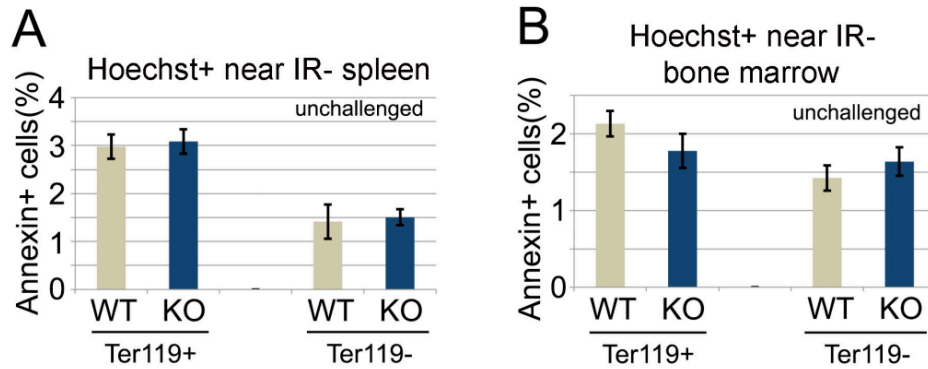 A
Hoechst+ near IR- spleen
unchallenged
Annexin+ cells(%)
4
3
2
1
0
WT KO WT KO
Ter119+ Ter119-
B
Hoechst+ near IR-
bone marrow
unchallenged
Annexin+ cells(%)
2
1
0
WT KO WT KO
Ter119+ Ter119-